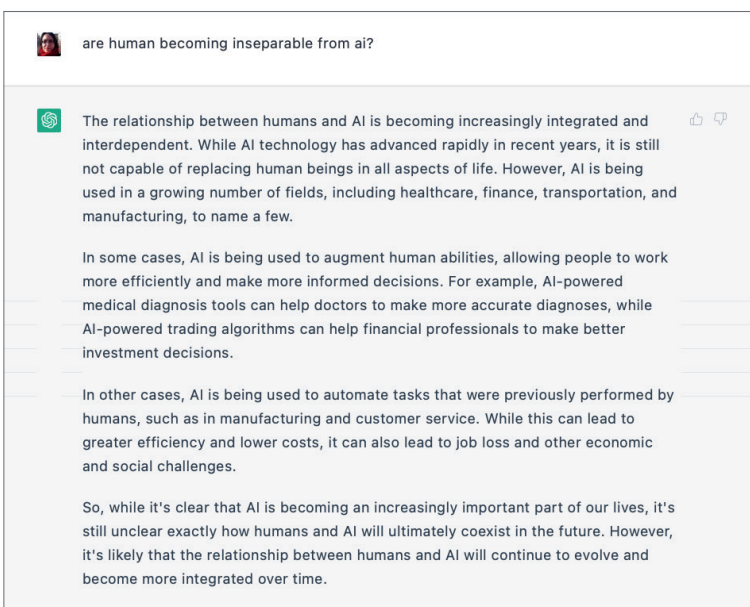 are human becoming inseparable from ai?
The relationship between humans and AI is becoming increasingly integrated and
interdependent. While AI technology has advanced rapidly in recent years, it is still
not capable of replacing human beings in all aspects of life. However, AI is being
used in a growing number of fields, including healthcare, finance, transportation, and
manufacturing, to name a few.
In some cases, AI is being used to augment human abilities, allowing people to work
more efficiently and make more informed decisions. For example, AI-powered
medical diagnosis tools can help doctors to make more accurate diagnoses, while
AI-powered trading algorithms can help financial professionals to make better
investment decisions.
In other cases, AI is being used to automate tasks that were previously performed by
humans, such as in manufacturing and customer service. While this can lead to
greater efficiency and lower costs, it can also lead to job loss and other economic
and social challenges.
So, while it's clear that AI is becoming an increasingly important part of our lives, it's
still unclear exactly how humans and AI will ultimately coexist in the future. However,
it's likely that the relationship between humans and AI will continue to evolve and
become more integrated over time.